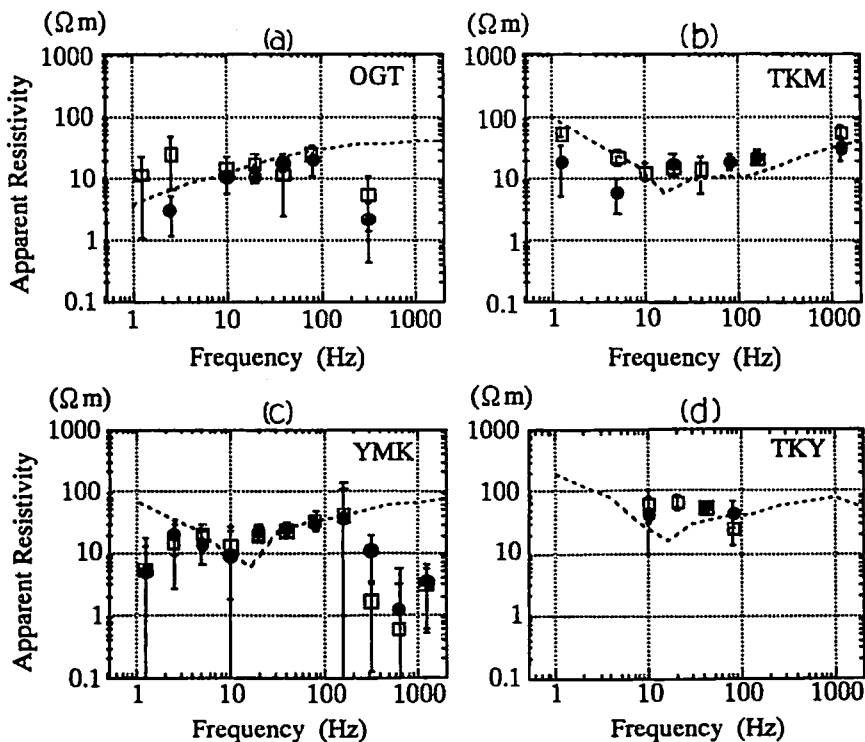 (Ωm) (a) (Ωm) (b)
1000 OGT 1000 TKM
100 100
10 10
1 1
0.1 0.1
1 10 100 1000 1 10 100 1000
Apparent Resistivity
Frequency (Hz) Frequency (Hz)
(Ωm) (c) (Ωm) (d)
1000 YMK 1000 TKY
100 100
10 10
1 1
0.1 0.1
1 10 100 1000 1 10 100 1000
Apparent Resistivity
Frequency (Hz) Frequency (Hz)